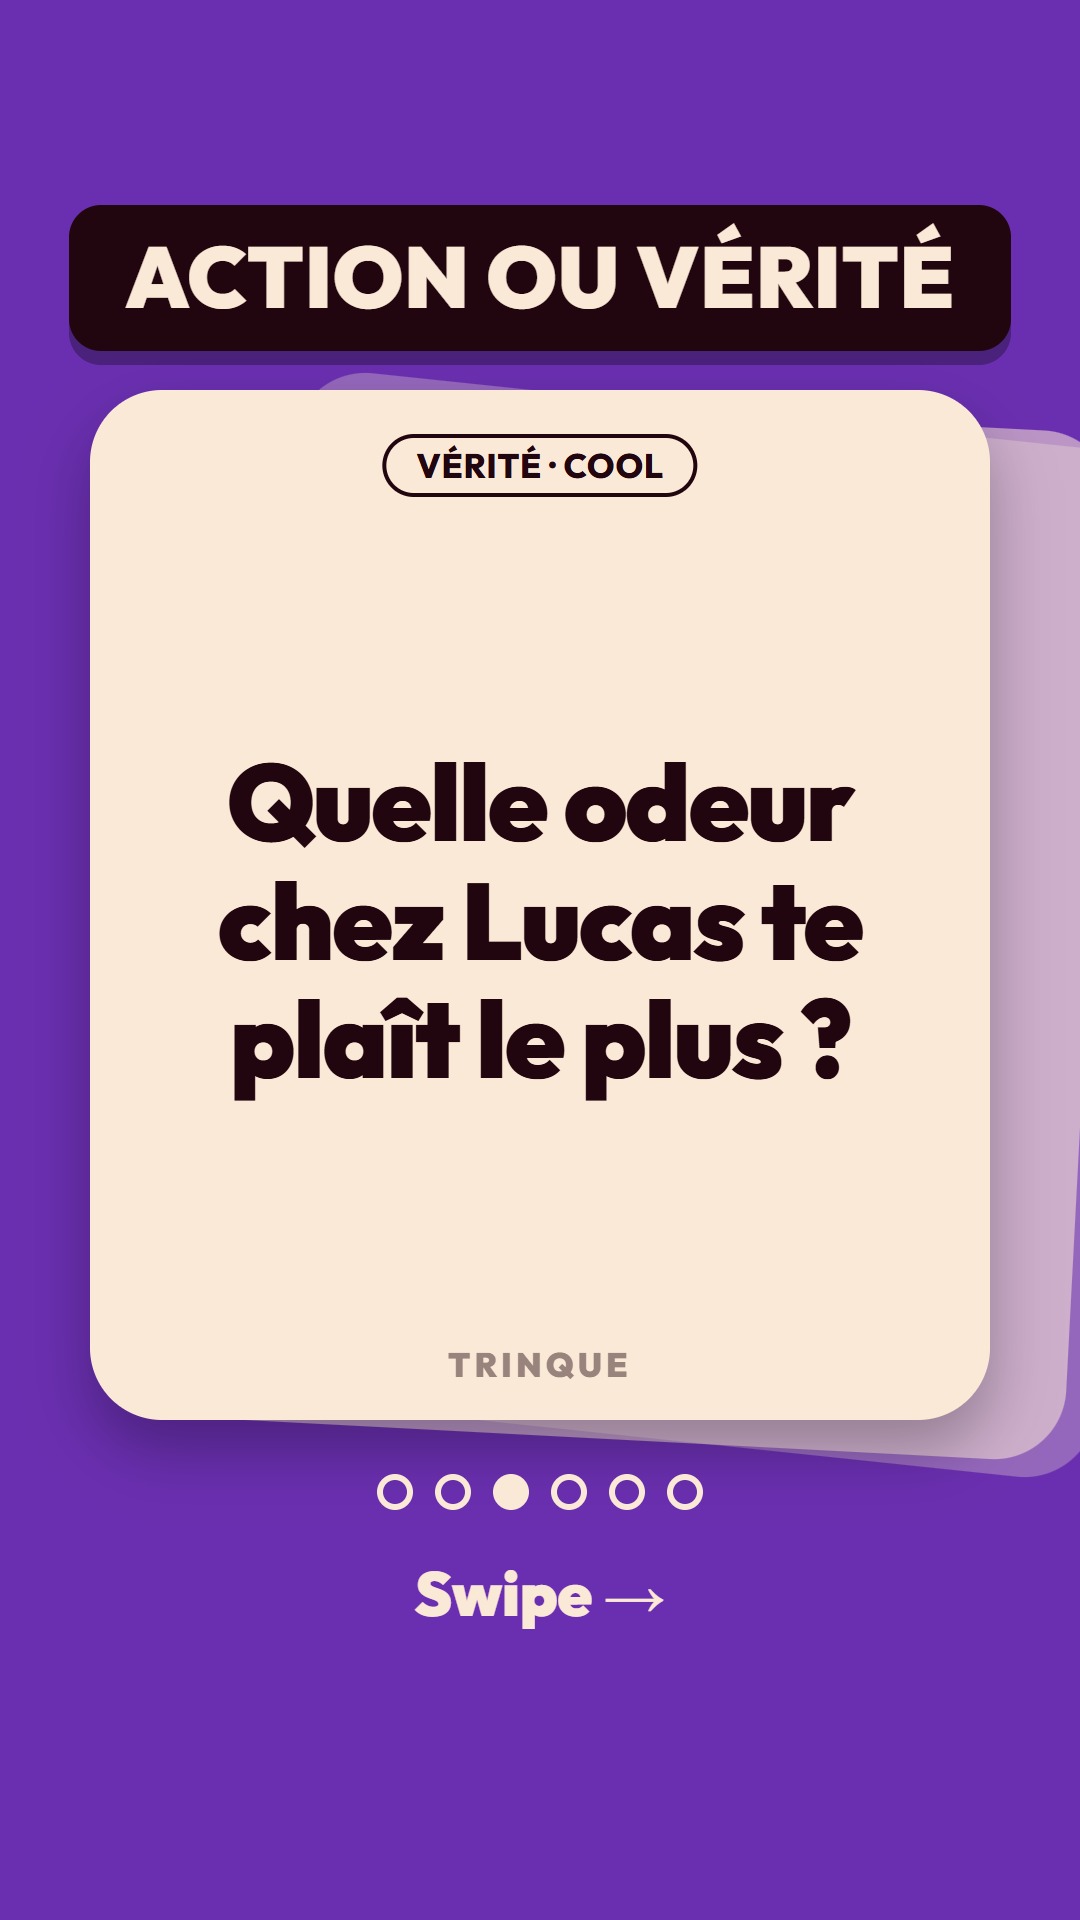 ACTION OU VÉRITÉ
VÉRITÉ · COOL
Quelle odeur
chez Lucas te
plaît le plus ?
TRINQUE
Swipe →